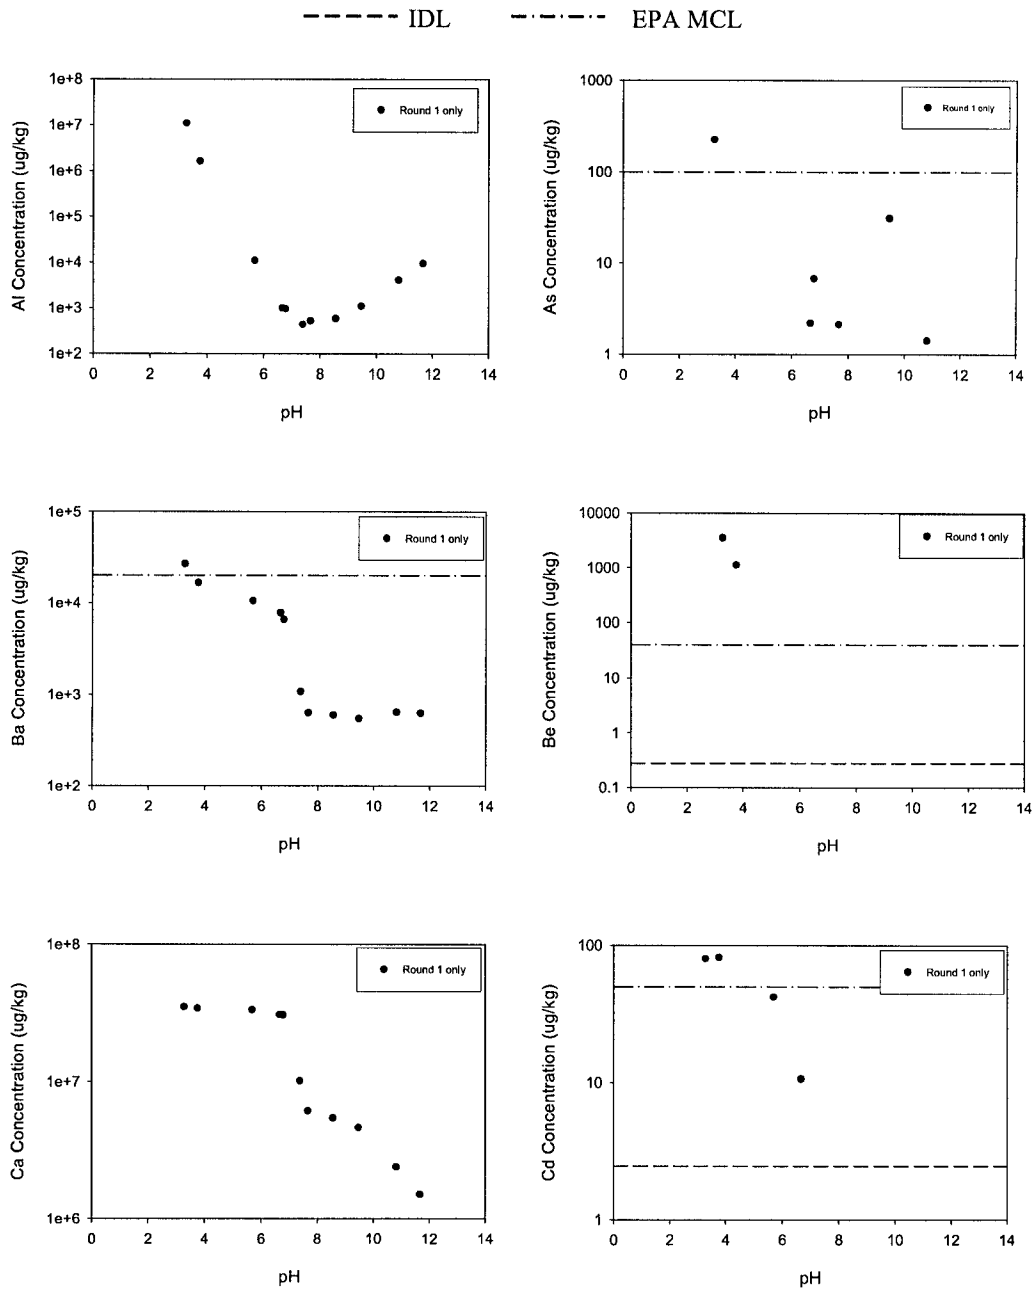 IDL EPA MCL
Al Concentration (ug/kg)
1e+8
1e+7
1e+6
1e+5
1e+4
1e+3
1e+2
Round 1 only
0 2 4 6 8 10 12 14
pH
As Concentration (ug/kg)
1000
100
10
1
Round 1 only
0 2 4 6 8 10 12 14
pH
Ba Concentration (ug/kg)
1e+5
1e+4
1e+3
1e+2
Round 1 only
0 2 4 6 8 10 12 14
pH
Be Concentration (ug/kg)
10000
1000
100
10
1
0.1
Round 1 only
0 2 4 6 8 10 12 14
pH
Ca Concentration (ug/kg)
1e+8
1e+7
1e+6
Round 1 only
0 2 4 6 8 10 12 14
pH
Cd Concentration (ug/kg)
100
10
1
Round 1 only
0 2 4 6 8 10 12 14
pH